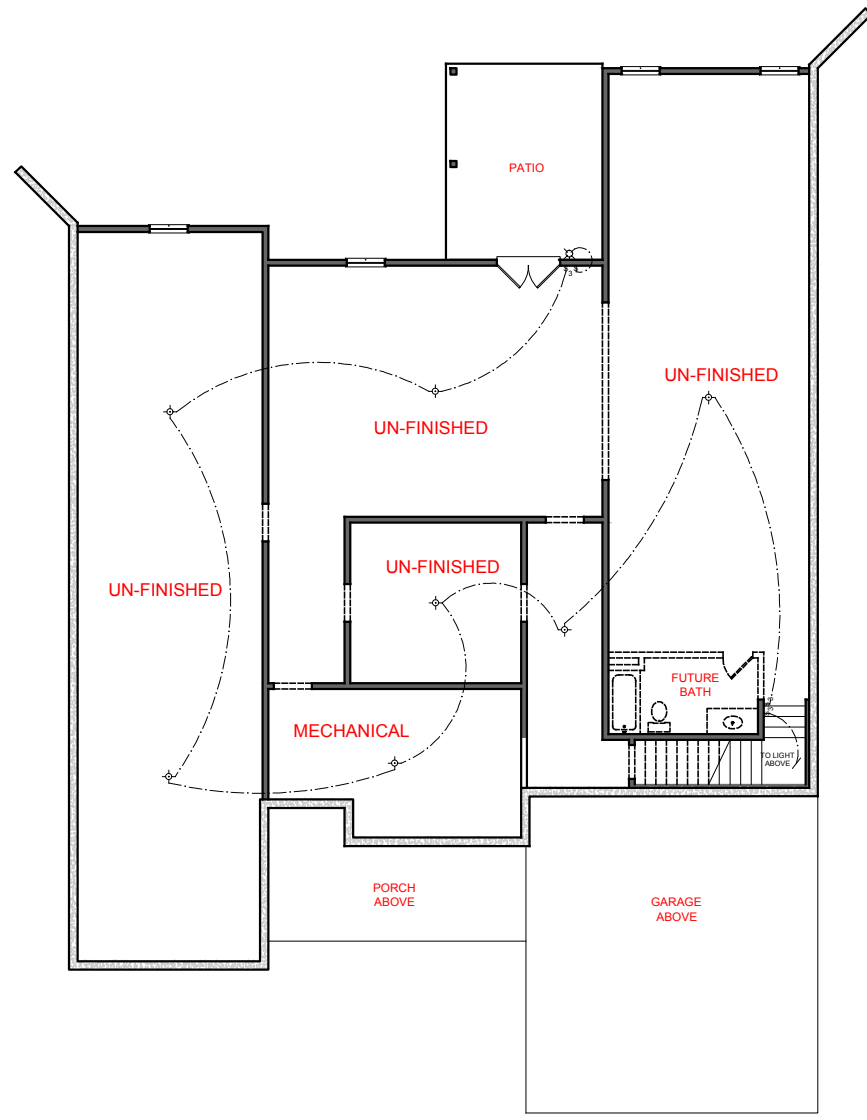 PATIO
UN-FINISHED
UN-FINISHED
UN-FINISHED
UN-FINISHED
FUTURE
BATH
MECHANICAL
TO LIGHT
ABOVE
PORCH
ABOVE
GARAGE
ABOVE